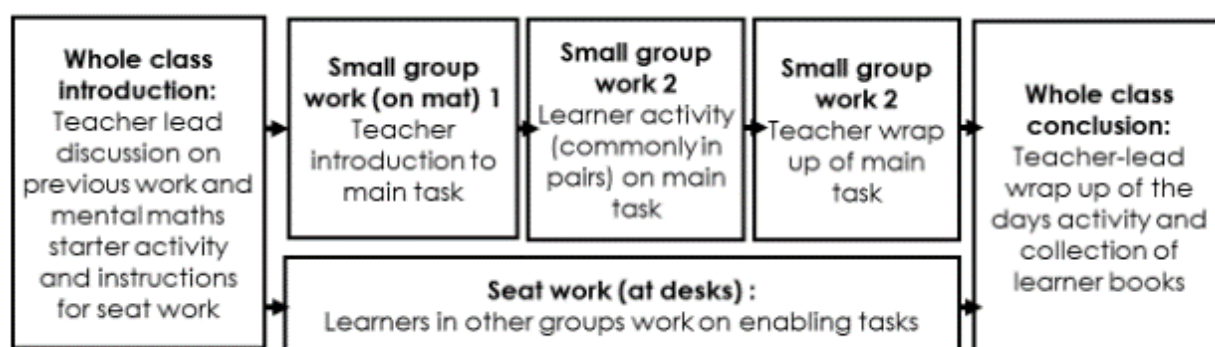 Whole class
introduction:
Teacher lead
discussion on
previous work and
mental maths
starter activity
and instructions
for seat work
Small group
work (on mat) 1
Teacher
introduction to
main task
Small group
work 2
Learner activity
(commonly in
pairs) on main
task
Small group
work 2
Teacher wrap
up of main
task
Seat work (at desks) :
Learners in other groups work on enabling tasks
Whole class
conclusion:
Teacher-lead
wrap up of the
days activity and
collection of
learner books